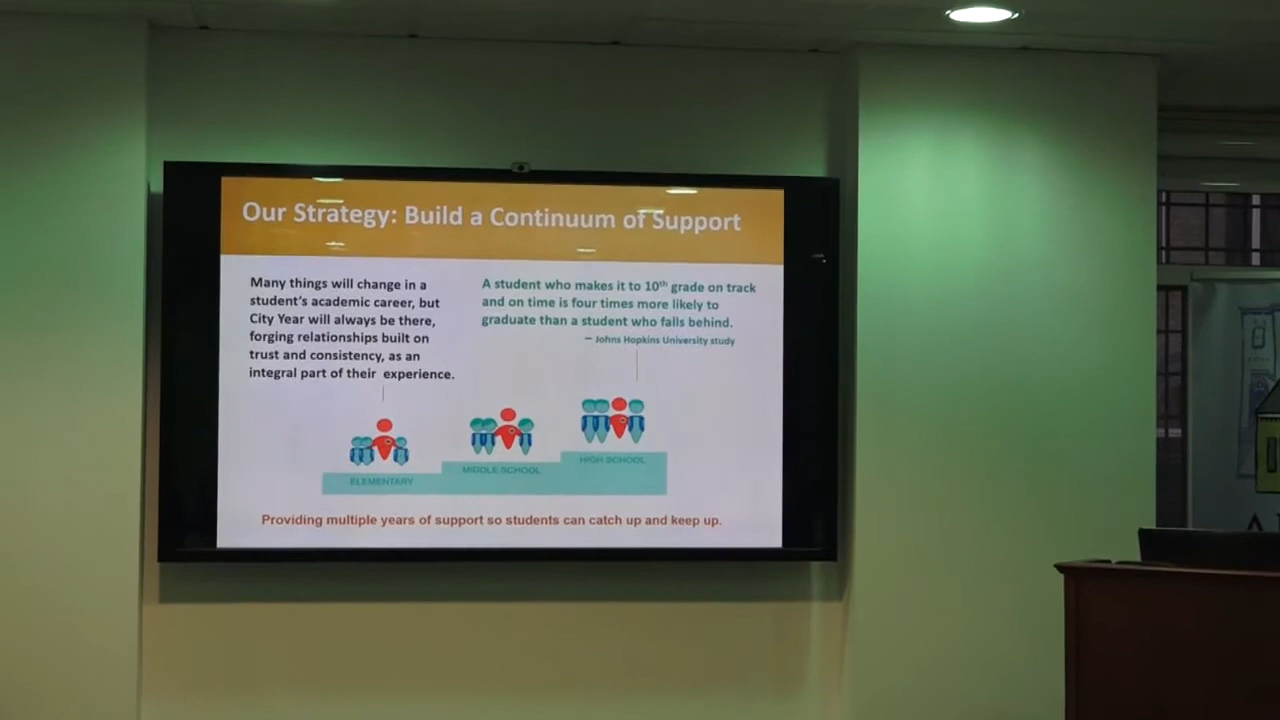 Our Strategy: Build a Continuum of Support
Many things will change in a
student's academic career, but
City Year will always be there,
forging relationships built on
trust and consistency, as an
integral part of their experience.
A student who makes it to 10th grade on track
and on time is four times more likely to
graduate than a student who falls behind.
– Johns Hopkins University study
ELEMENTARY
MIDDLE SCHOOL
HIGH SCHOOL
Providing multiple years of support so students can catch up and keep up.